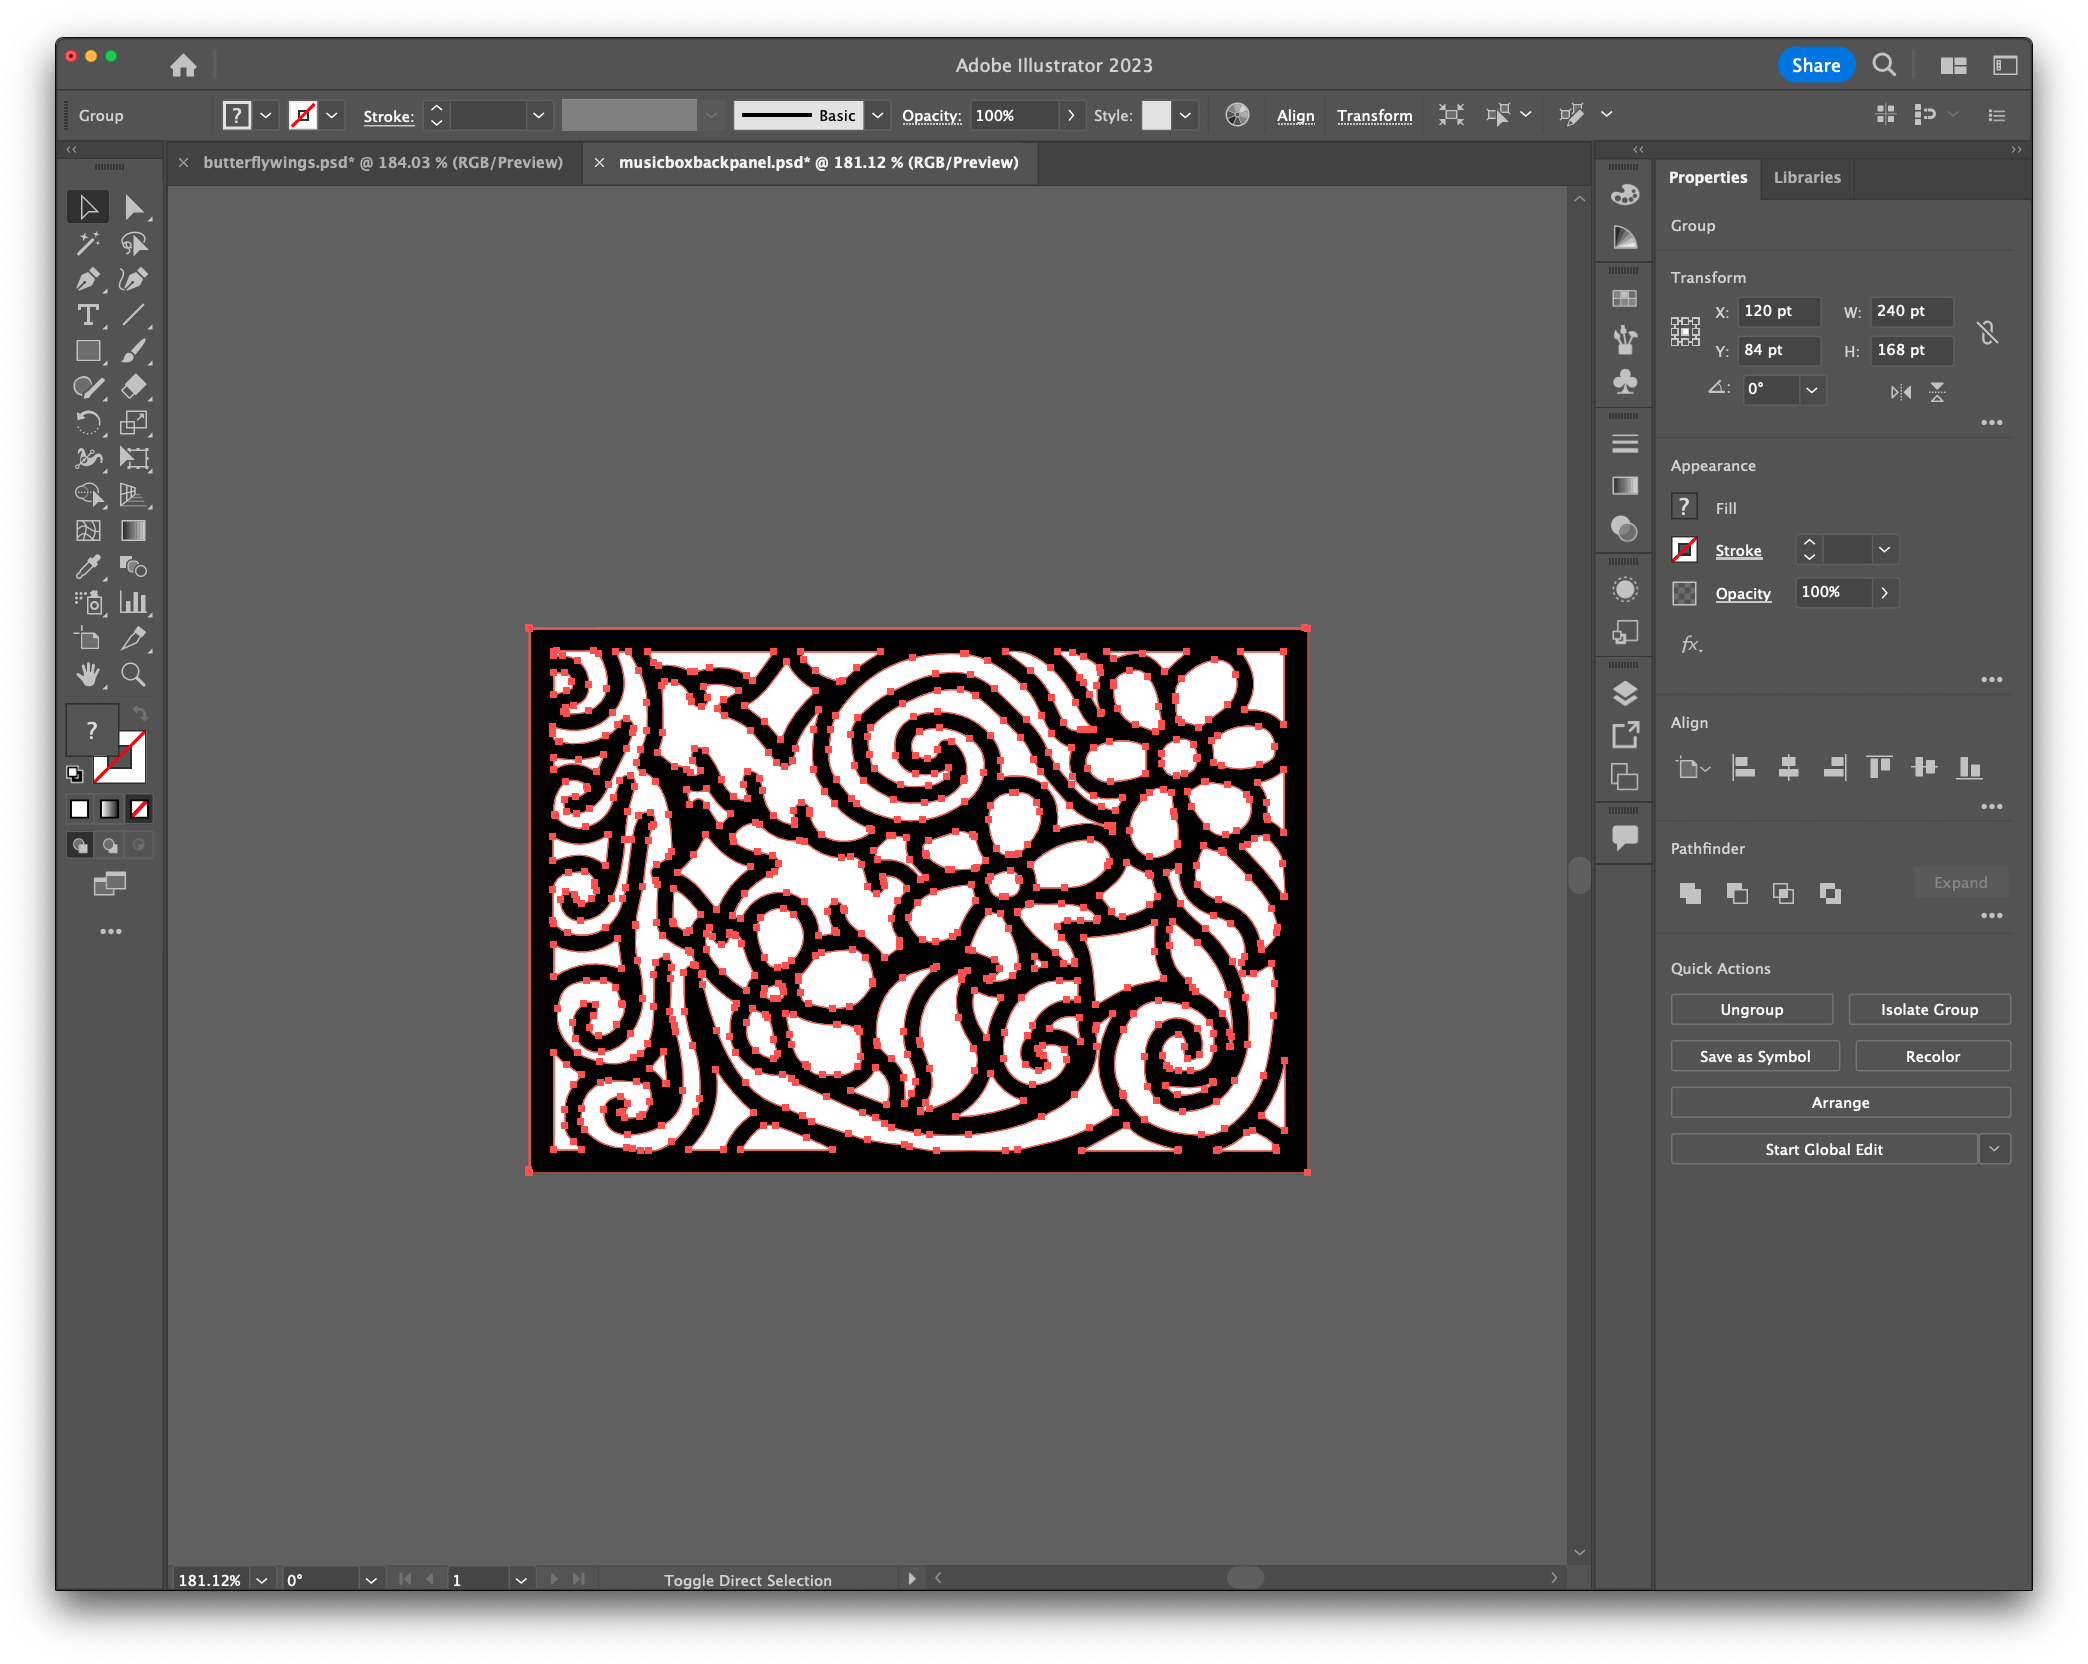 Adobe Illustrator 2023
Share
Group
?
Stroke:
Basic
Opacity: 100%
Style:
Align
Transform
× butterflywings.psd* @ 184.03 % (RGB/Preview)
× musicboxbackpanel.psd* @ 181.12 % (RGB/Preview)
Properties
Libraries
Group
Transform
X: 120 pt
W: 240 pt
Y: 84 pt
H: 168 pt
0°
Appearance
? Fill
Stroke
Opacity 100%
fx.
Align
Pathfinder
Expand
Quick Actions
Ungroup
Isolate Group
Save as Symbol
Recolor
Arrange
Start Global Edit
?
181.12%
0°
1
Toggle Direct Selection